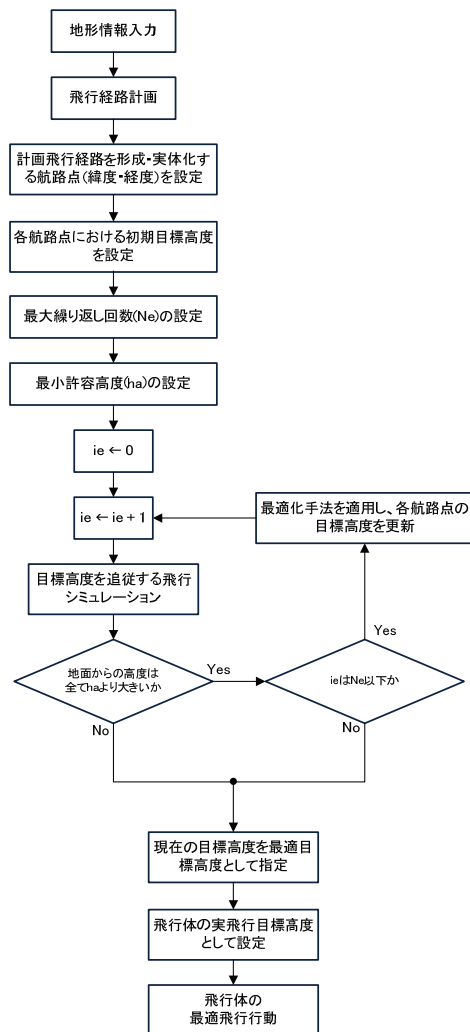 地形情報入力
飛行経路計画
計画飛行経路を形成・実体化す
る航路点(緯度・経度)を設定
各航路点における初期目標高度
を設定
最大繰り返し回数(Ne)の設定
最小許容高度(ha)の設定
ie ← 0
ie ← ie + 1
最適化手法を適用し、各航路点の
目標高度を更新
目標高度を追従する飛行
シミュレーション
地面からの高度は
全てhaより大きいか
Yes
No
ieはNe以下か
Yes
No
現在の目標高度を最適目
標高度として指定
飛行体の実飛行目標高度
として設定
飛行体の
最適飛行行動